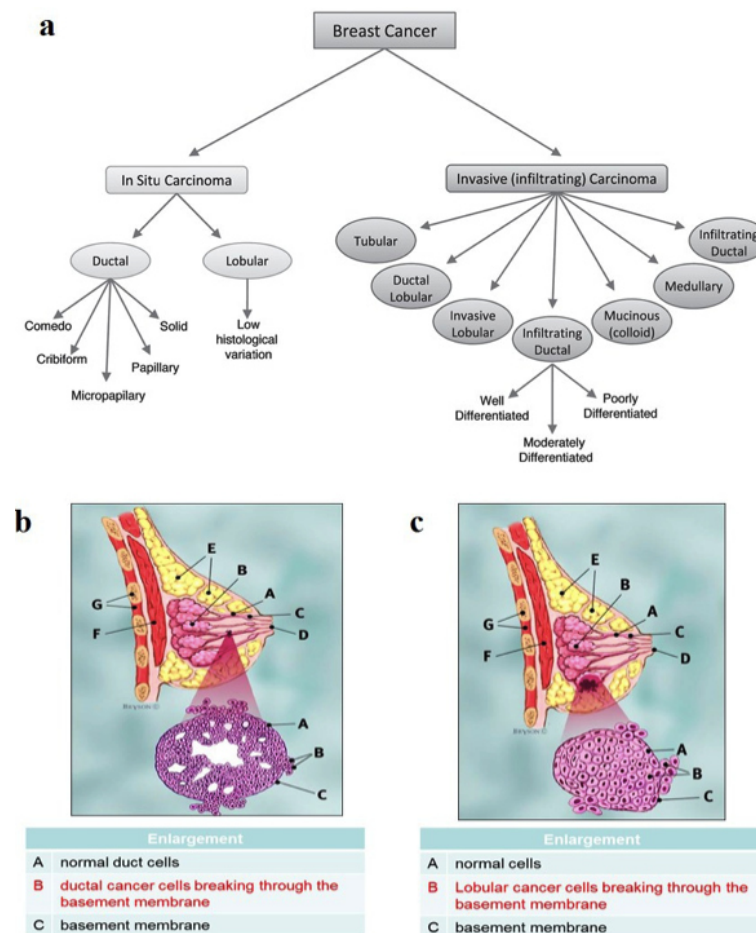 a
Breast Cancer
In Situ Carcinoma
Invasive (infiltrating) Carcinoma
Ductal
Lobular
Comedo
Cribiform
Micropapilary
Papillary
Solid
Low
histological
variation
Tubular
Ductal
Lobular
Invasive
Lobular
Infiltrating
Ductal
Mucinous
(colloid)
Medullary
Infiltrating
Ductal
Well
Differentiated
Moderately
Differentiated
Poorly
Differentiated
b
E
B
A
C
D
G
F
A
B
C
Enlargement
A normal duct cells
B ductal cancer cells breaking through the
basement membrane
C basement membrane
c
E
B
A
C
D
G
F
A
B
C
Enlargement
A normal cells
B Lobular cancer cells breaking through the
basement membrane
C basement membrane